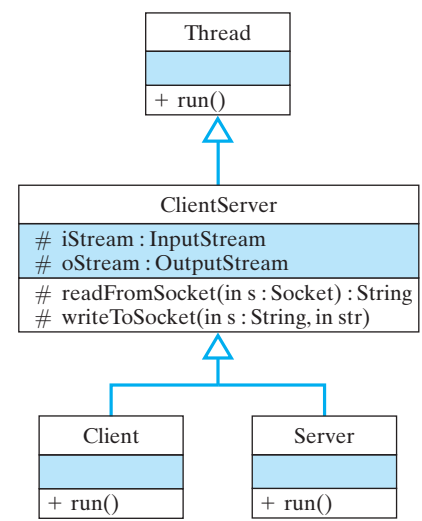 Thread
+ run()
ClientServer
# iStream : InputStream
# oStream : OutputStream
# readFromSocket(in s : Socket) : String
# writeToSocket(in s : String, in str)
Client
+ run()
Server
+ run()